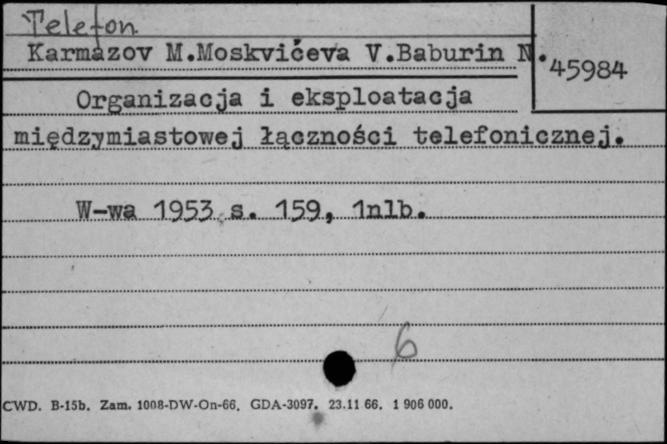 Telefon
Karmazov M.Moskvičeva V.Baburin N.
45984
Organizacja i eksploatacja
międzymiastowej łączności telefonicznej.
W-wa 1953 s. 159, 1nlb.
6
CWD. B-15b. Zam. 1008-DW-On-66. GDA-3097. 23.11 66. 1 906 000.